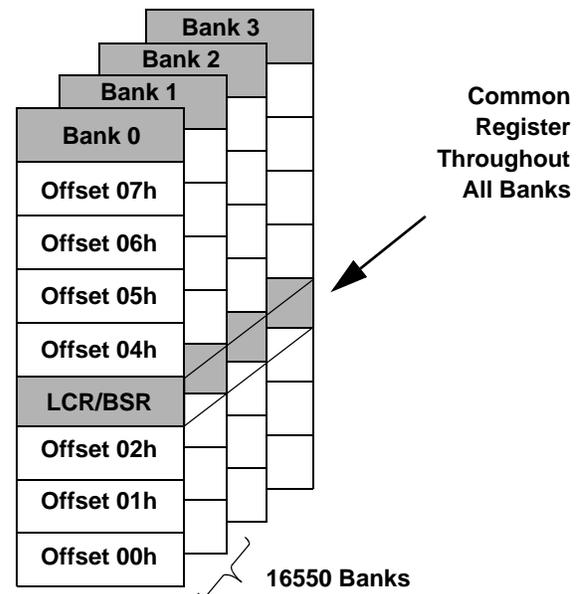 Bank 3
Bank 2
Bank 1
Bank 0
Offset 07h
Offset 06h
Offset 05h
Offset 04h
LCR/BSR
Offset 02h
Offset 01h
Offset 00h
Common
Register
Throughout
All Banks
16550 Banks